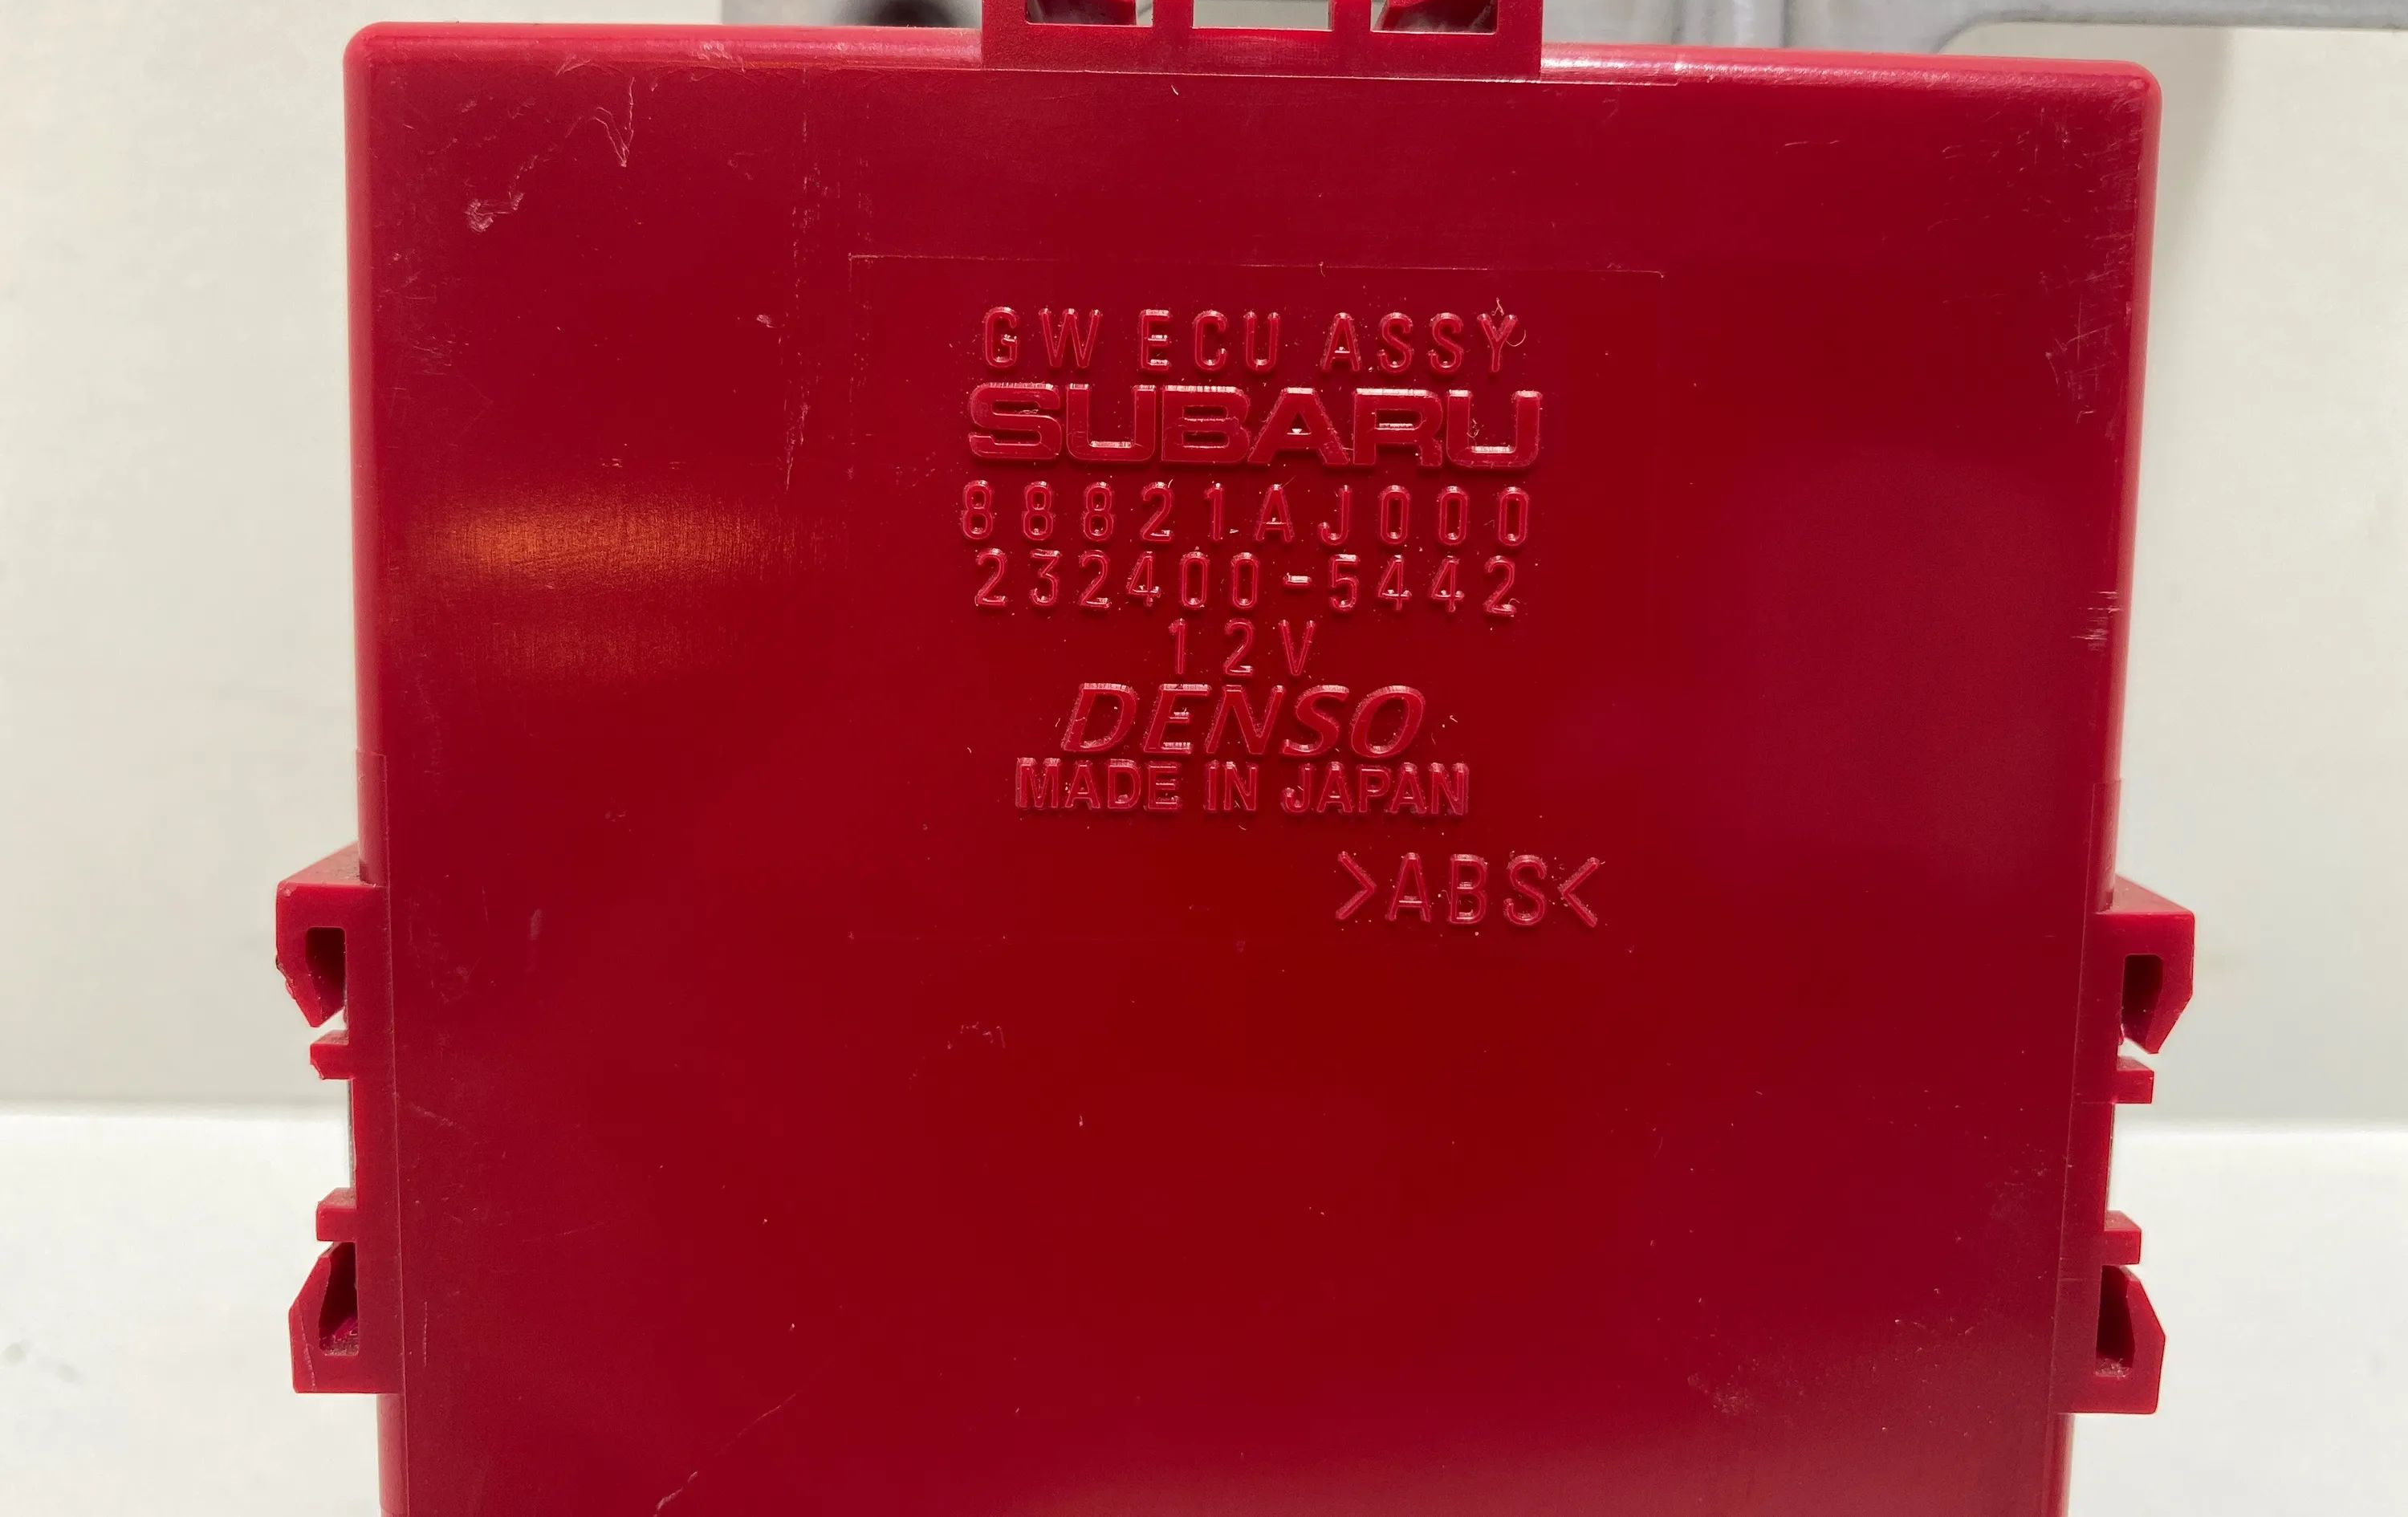 GW ECU ASSY
SUBARU
88821AJ000
232400-5442
12V
DENSO
MADE IN JAPAN
>ABS<